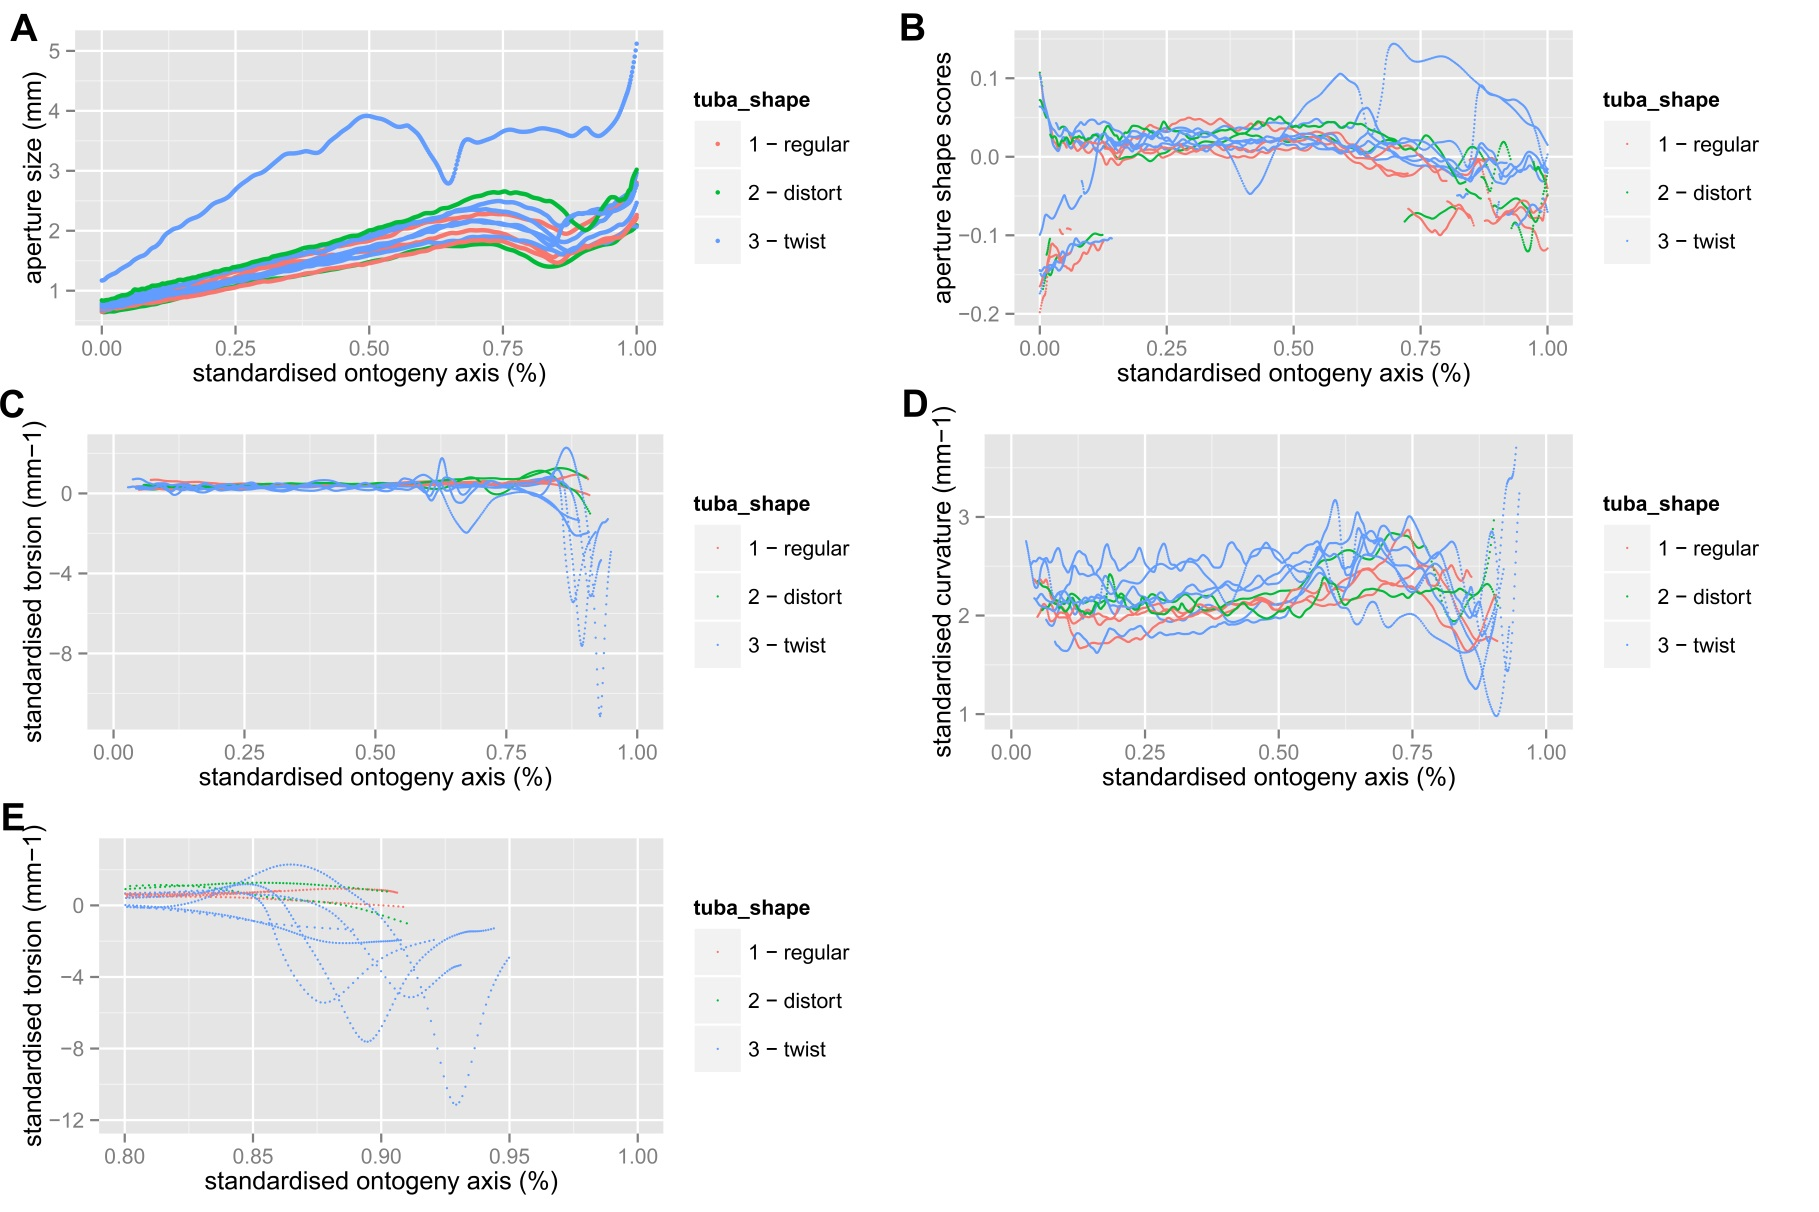 A
aperture size (mm)
5
4
3
2
1
0.00 0.25 0.50 0.75 1.00
standardised ontogeny axis (%)
tuba_shape
1 − regular
2 − distort
3 − twist
B
aperture shape scores
0.1
0.0
−0.1
−0.2
0.00 0.25 0.50 0.75 1.00
standardised ontogeny axis (%)
tuba_shape
1 − regular
2 − distort
3 − twist
C
standardised torsion (mm−1)
0
−4
−8
0.00 0.25 0.50 0.75 1.00
standardised ontogeny axis (%)
tuba_shape
1 − regular
2 − distort
3 − twist
D
standardised curvature (mm−1)
3
2
1
0.00 0.25 0.50 0.75 1.00
standardised ontogeny axis (%)
tuba_shape
1 − regular
2 − distort
3 − twist
E
standardised torsion (mm−1)
0
−4
−8
−12
0.80 0.85 0.90 0.95 1.00
standardised ontogeny axis (%)
tuba_shape
1 − regular
2 − distort
3 − twist